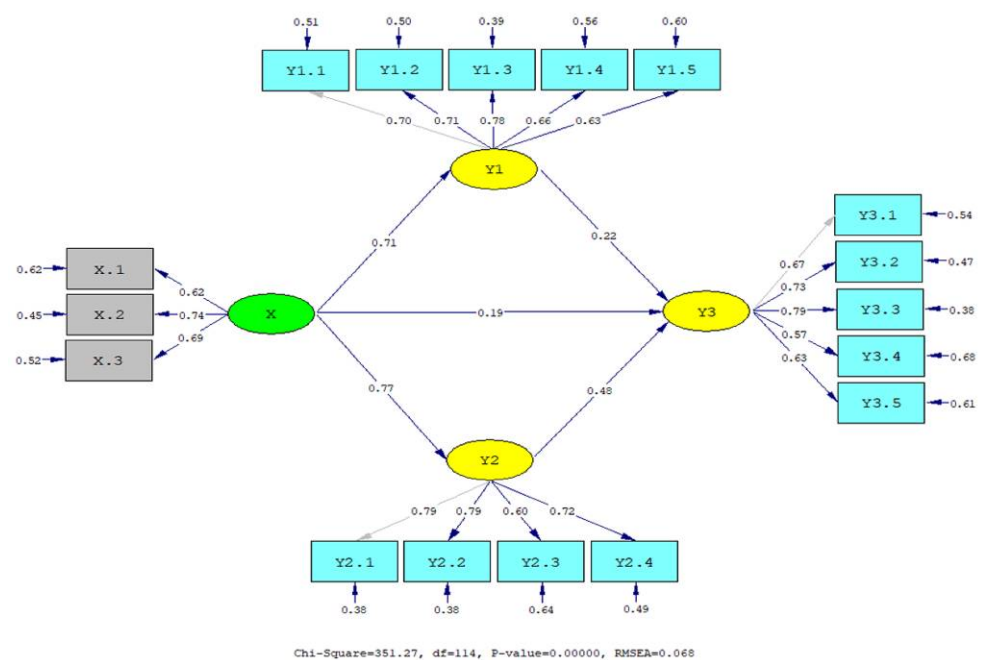 0.51 0.50 0.39 0.56 0.60
Y1.1 Y1.2 Y1.3 Y1.4 Y1.5
0.70 0.71 0.78 0.66 0.63
Y1
0.71 0.22
0.62 X.1
0.45 X.2
0.52 X.3
0.62
0.74
0.69
X
0.19
Y3
0.67
0.73
0.79
0.57
0.63
Y3.1 0.54
Y3.2 0.47
Y3.3 0.38
Y3.4 0.68
Y3.5 0.61
0.77 0.48
Y2
0.79 0.79 0.60 0.72
Y2.1 Y2.2 Y2.3 Y2.4
0.38 0.38 0.64 0.49
Chi-Square=351.27, df=114, P-value=0.00000, RMSEA=0.068